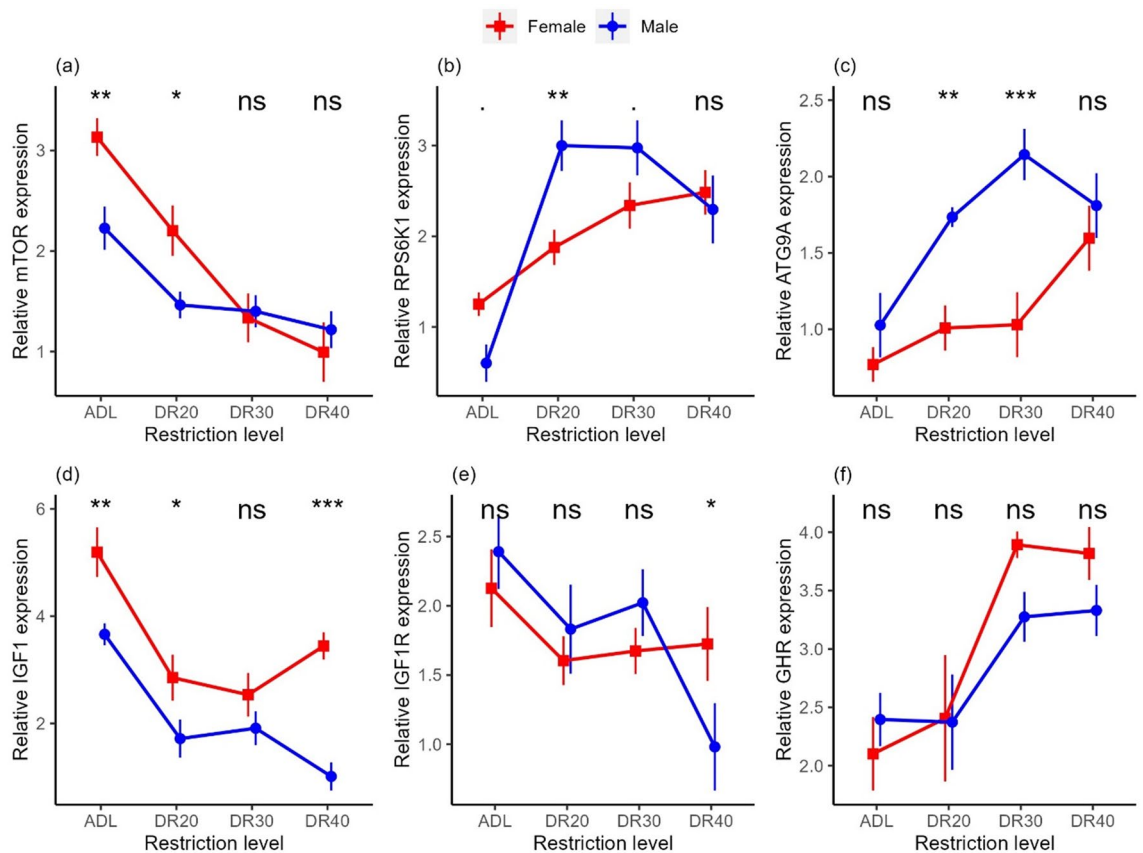 Female Male
(a)
** * ns ns
Relative mTOR expression
3
2
1
ADL DR20 DR30 DR40
Restriction level
(b)
. ** . ns
Relative RPS6K1 expression
3
2
1
ADL DR20 DR30 DR40
Restriction level
(c)
ns ** *** ns
Relative ATG9A expression
2.5
2.0
1.5
1.0
ADL DR20 DR30 DR40
Restriction level
(d)
** * ns ***
Relative IGF1 expression
6
4
2
ADL DR20 DR30 DR40
Restriction level
(e)
ns ns ns *
Relative IGF1R expression
2.5
2.0
1.5
1.0
ADL DR20 DR30 DR40
Restriction level
(f)
ns ns ns ns
Relative GHR expression
4.0
3.5
3.0
2.5
2.0
ADL DR20 DR30 DR40
Restriction level